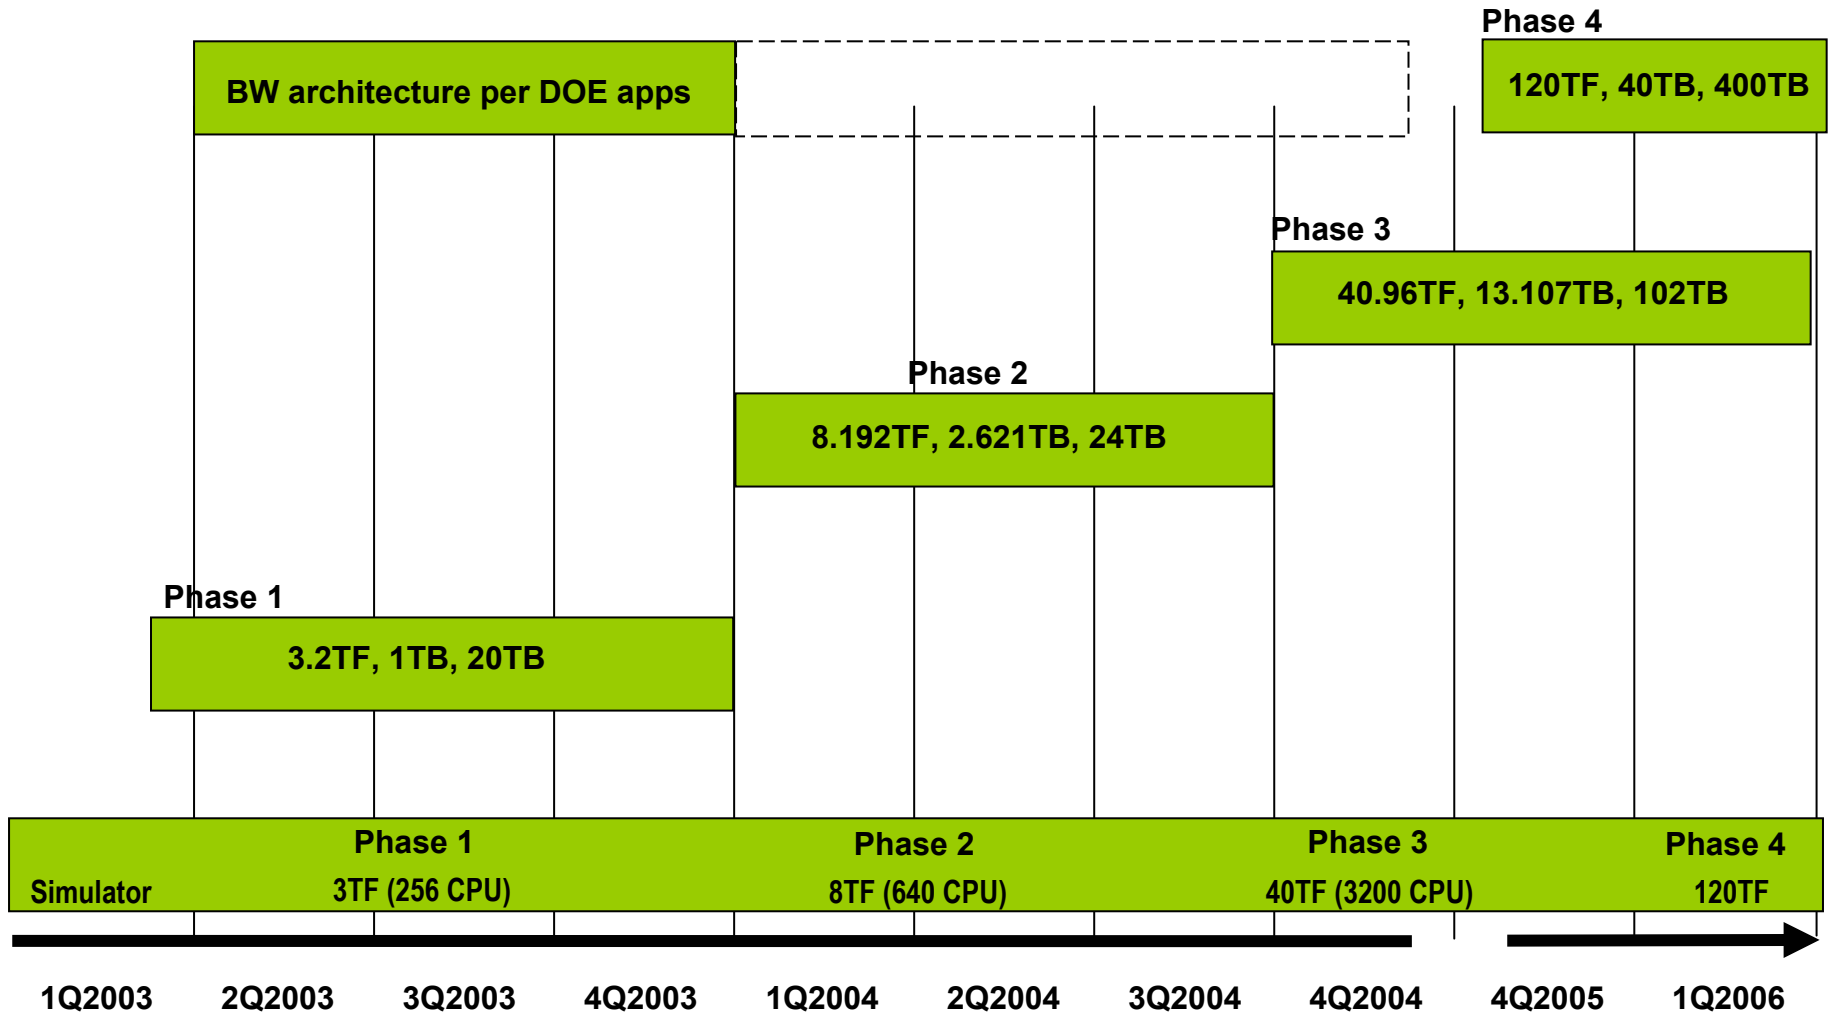 Phase 4
BW architecture per DOE apps
120TF, 40TB, 400TB
Phase 3
40.96TF, 13.107TB, 102TB
Phase 2
8.192TF, 2.621TB, 24TB
Phase 1
3.2TF, 1TB, 20TB
Phase 1
Phase 2
Phase 3
Phase 4
Simulator
3TF (256 CPU)
8TF (640 CPU)
40TF (3200 CPU)
120TF
1Q2003
2Q2003
3Q2003
4Q2003
1Q2004
2Q2004
3Q2004
4Q2004
4Q2005
1Q2006